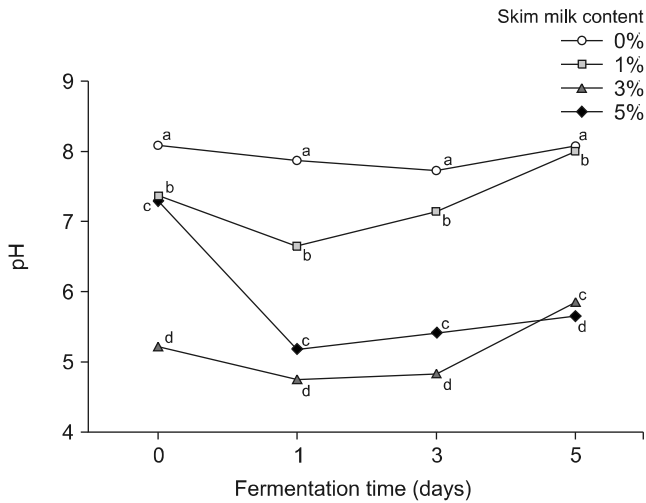 Skim milk content
0%
1%
3%
5%
9
8
7
6
5
4
pH
a
a
a
a
b
b
b
b
c
c
c
c
d
d
d
d
0
1
3
5
Fermentation time (days)